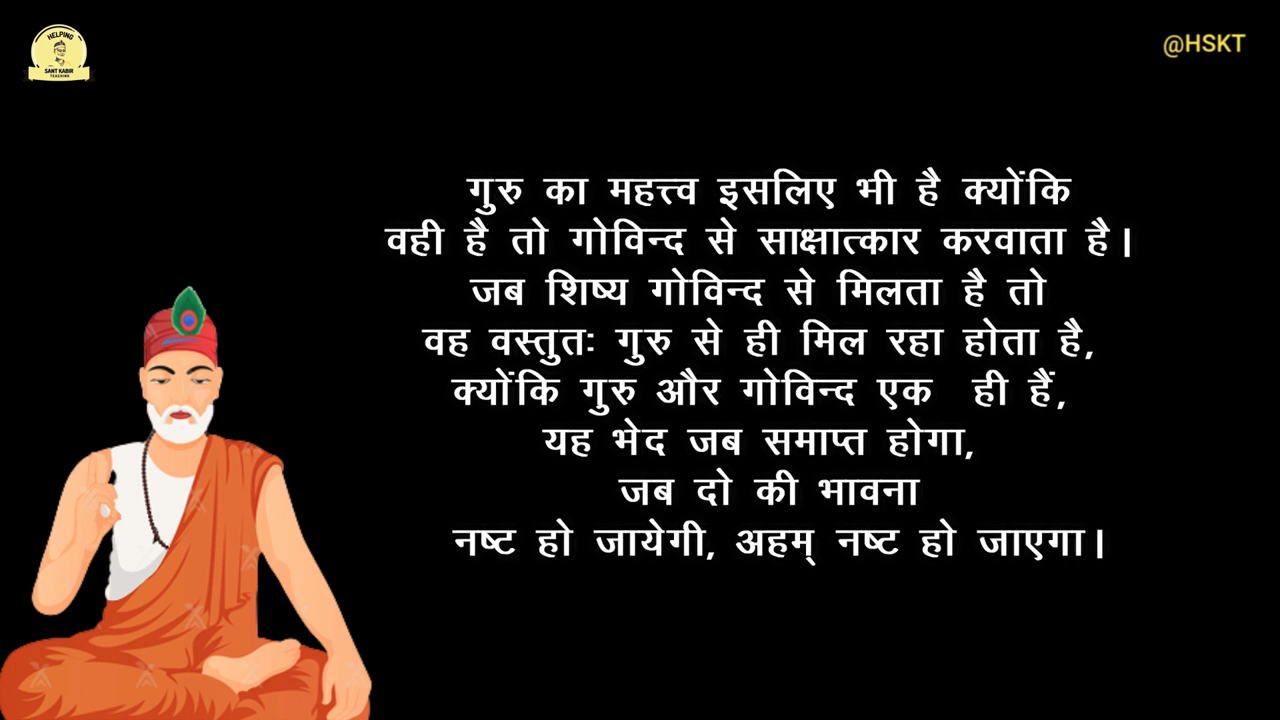 HELPING
SANT KABIR
TEACHING
@HSKT
गुरु का महत्त्व इसलिए भी है क्योंकि
वही है तो गोविन्द से साक्षात्कार करवाता है।
जब शिष्य गोविन्द से मिलता है तो
वह वस्तुतः गुरु से ही मिल रहा होता है,
क्योंकि गुरु और गोविन्द एक ही हैं,
यह भेद जब समाप्त होगा,
जब दो की भावना
नष्ट हो जायेगी, अहम् नष्ट हो जाएगा।